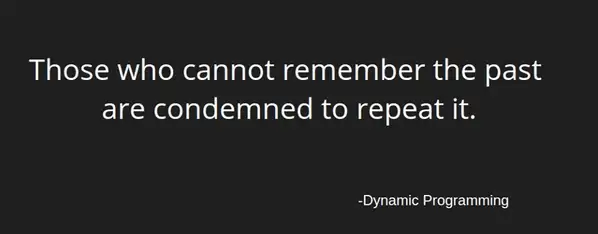 Those who cannot remember the past
are condemned to repeat it.
-Dynamic Programming